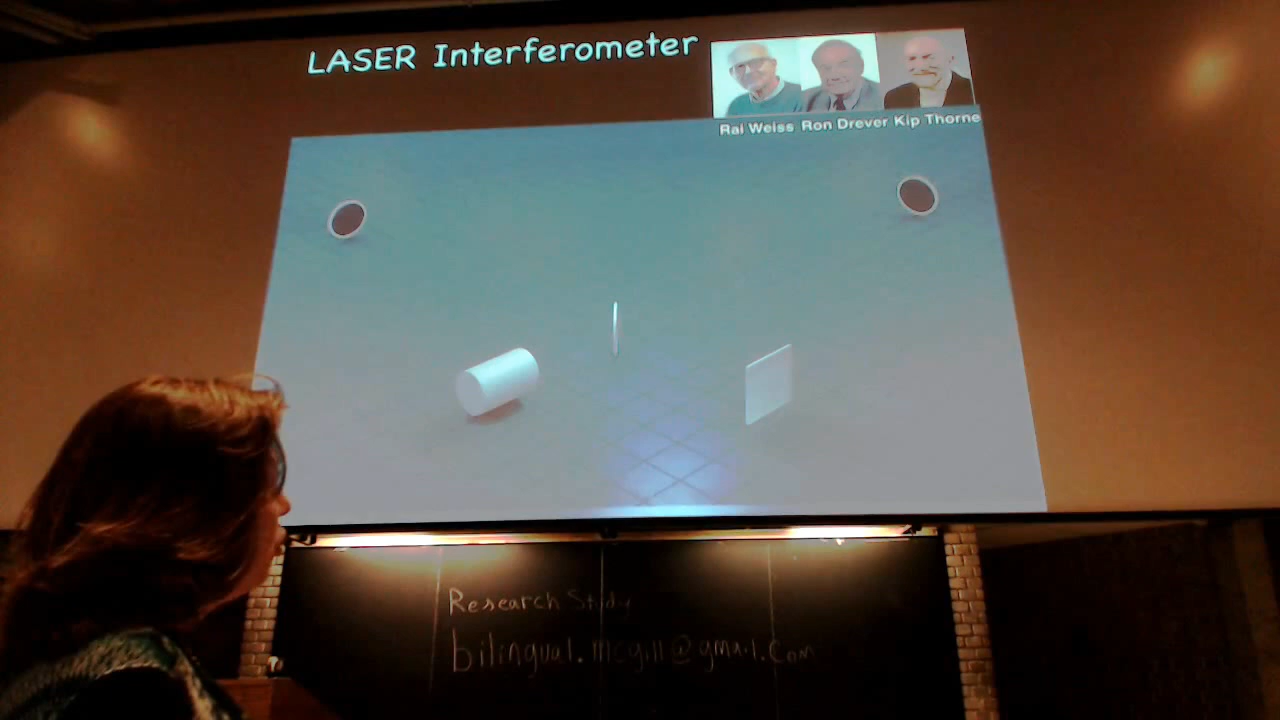 LASER Interferometer
Rai Weiss Ron Drever Kip Thorne
Research Study
bilingual.mcgill@gmail.com